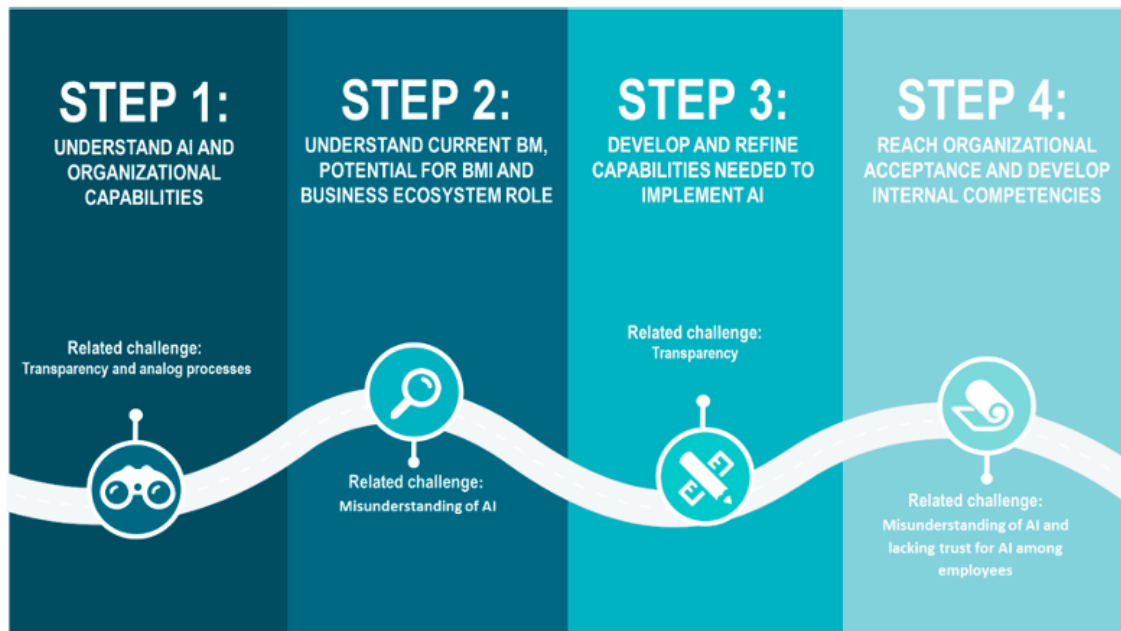 STEP 1:
UNDERSTAND AI AND
ORGANIZATIONAL
CAPABILITIES
Related challenge:
Transparency and analog processes
STEP 2:
UNDERSTAND CURRENT BM,
POTENTIAL FOR BMI AND
BUSINESS ECOSYSTEM ROLE
Related challenge:
Misunderstanding of AI
STEP 3:
DEVELOP AND REFINE
CAPABILITIES NEEDED TO
IMPLEMENT AI
Related challenge:
Transparency
STEP 4:
REACH ORGANIZATIONAL
ACCEPTANCE AND DEVELOP
INTERNAL COMPETENCIES
Related challenge:
Misunderstanding of AI and
lacking trust for AI among
employees